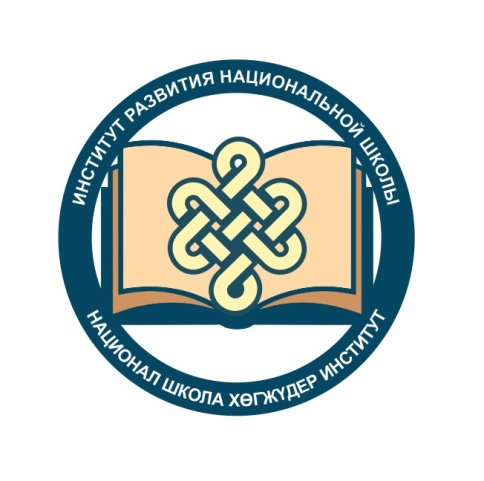 ИНСТИТУТ РАЗВИТИЯ НАЦИОНАЛЬНОЙ ШКОЛЫ
НАЦИОНАЛ ШКОЛА ХӨГЖҮДЕР ИНСТИТУТ